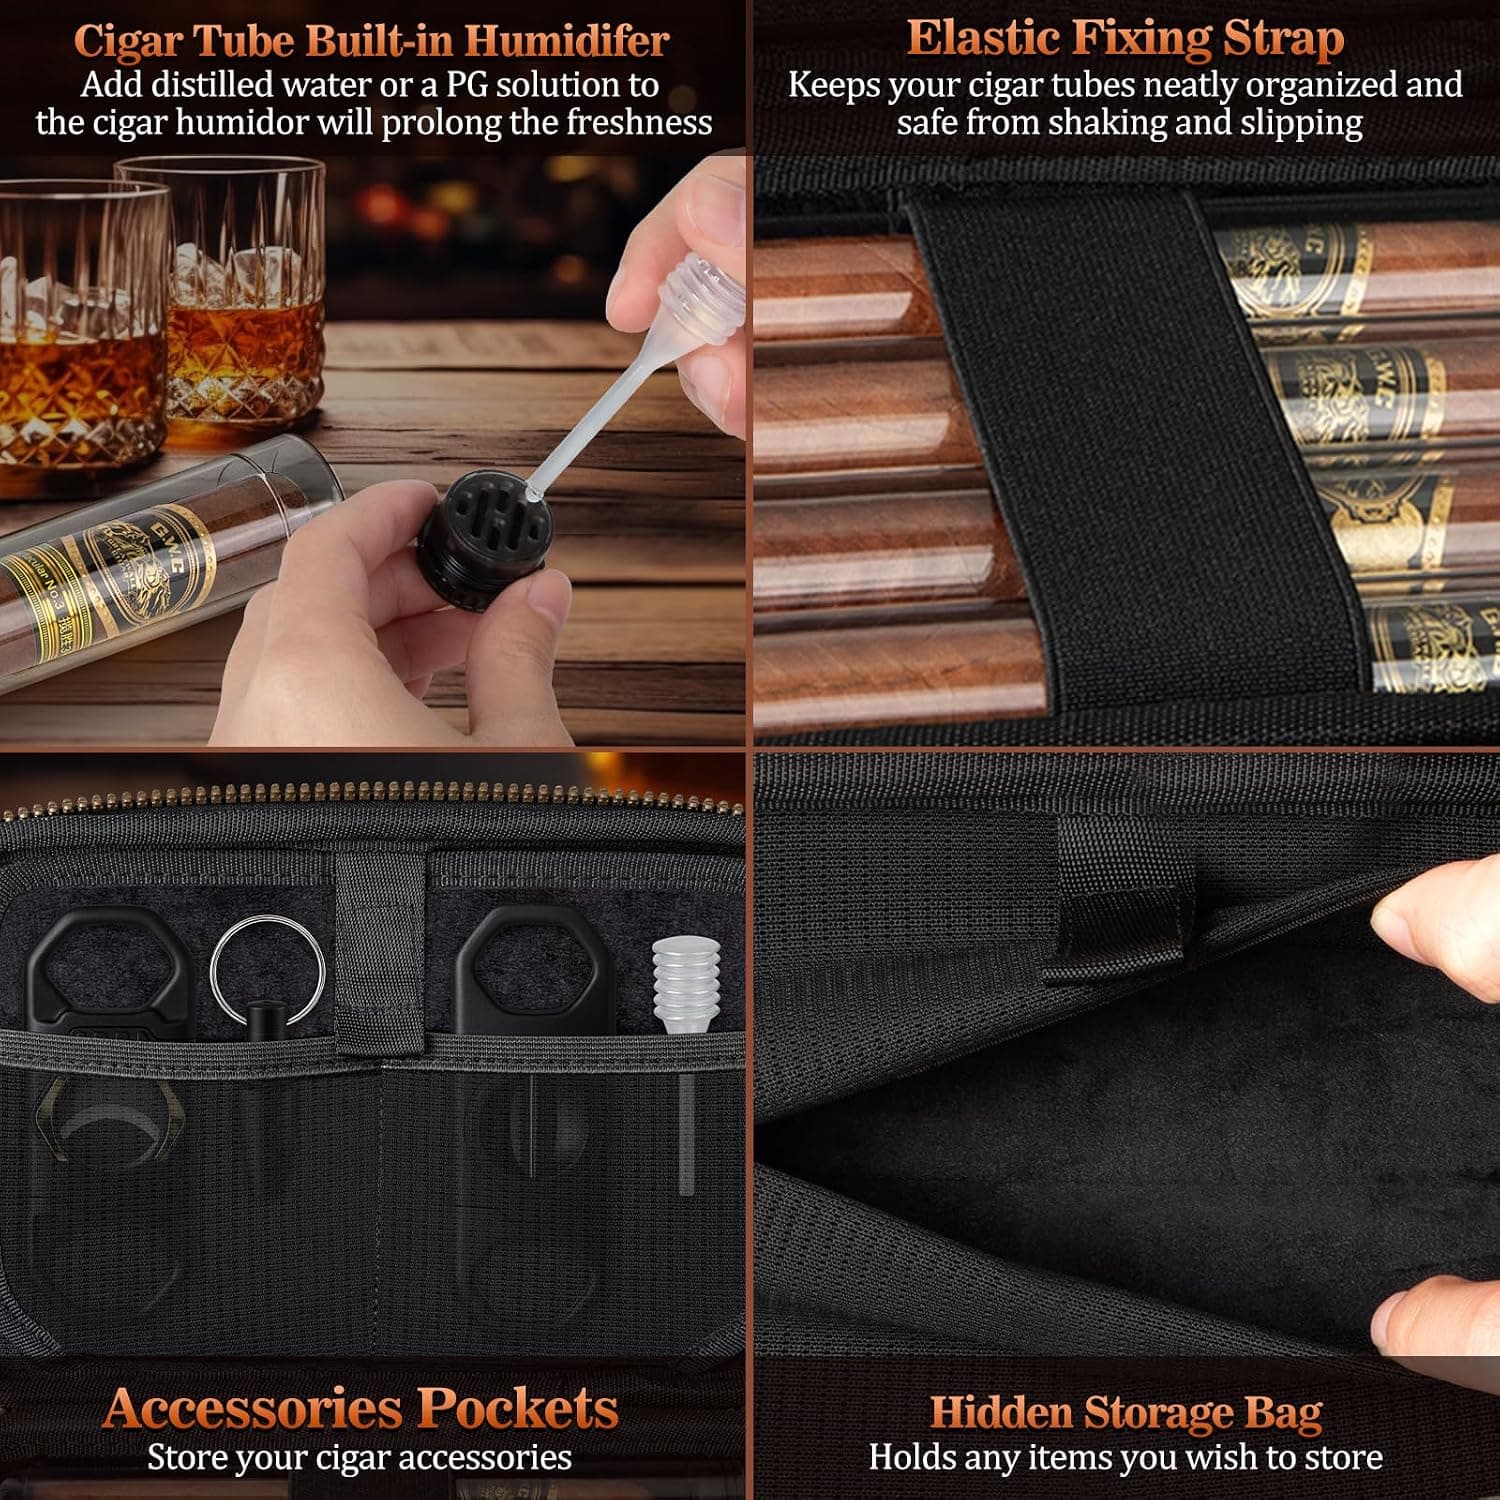 Cigar Tube Built-in Humidifer
Add distilled water or a PG solution to
the cigar humidor will prolong the freshness
Elastic Fixing Strap
Keeps your cigar tubes neatly organized and
safe from shaking and slipping
G.W.C
No.3
G.W.C
Accessories Pockets
Store your cigar accessories
Hidden Storage Bag
Holds any items you wish to store